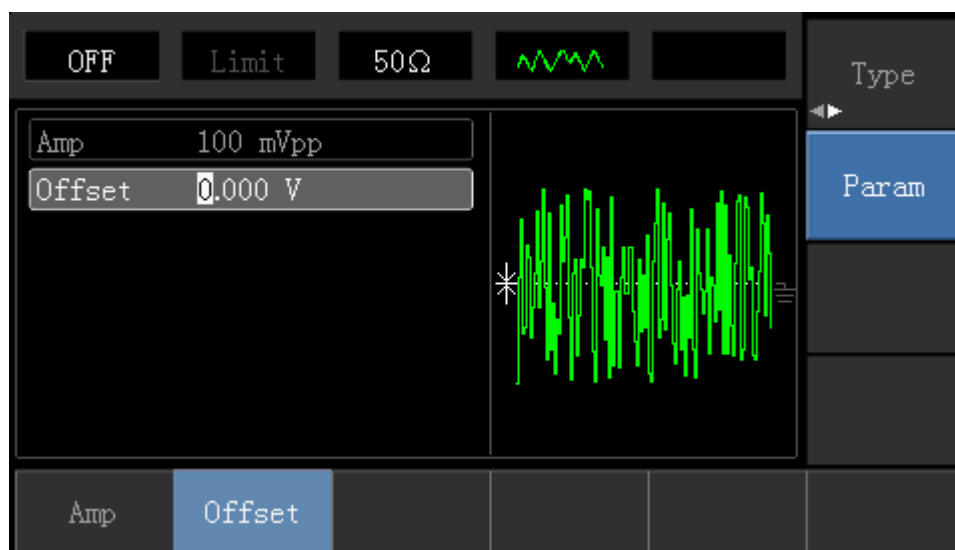 OFF Limit 50Ω
Type
Amp 100 mVpp
Offset 0.000 V
Param
Amp Offset